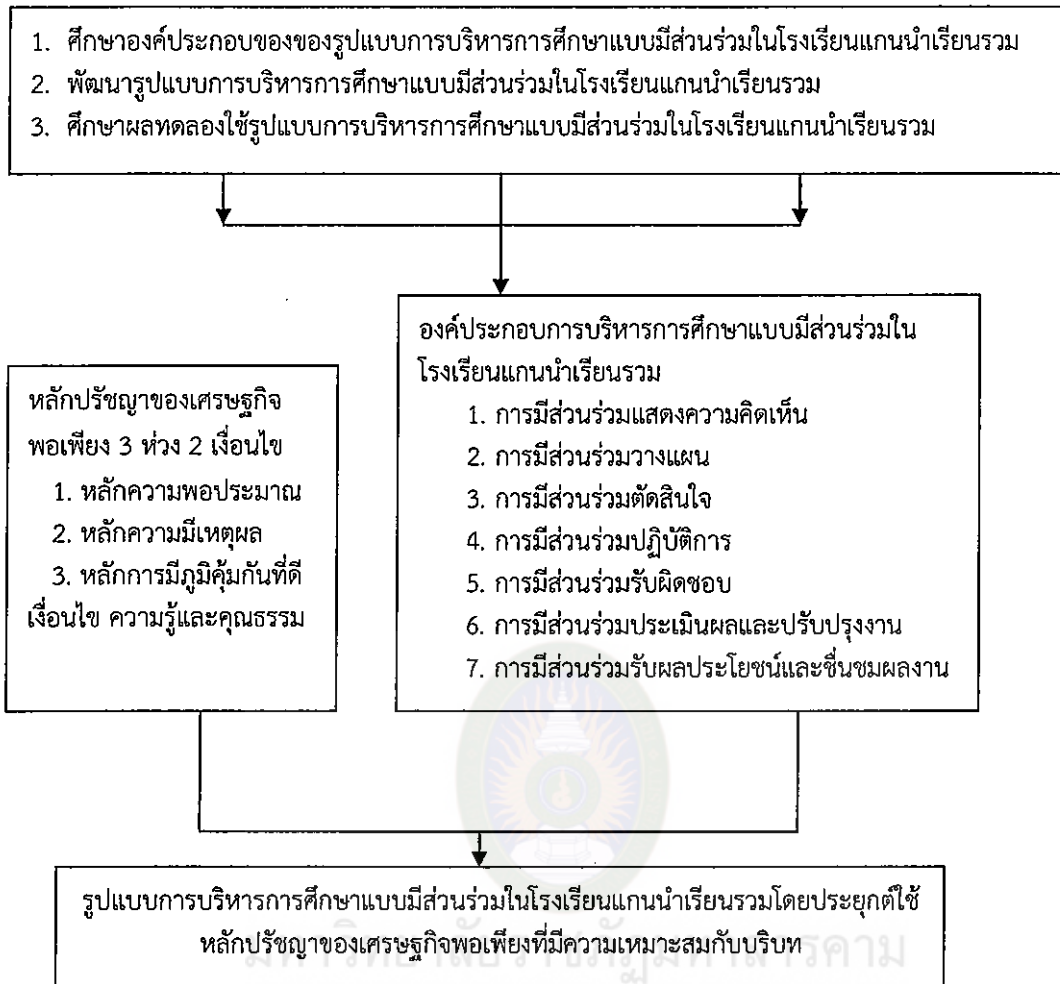 1. ศึกษาองค์ประกอบของของรูปแบบการบริหารการศึกษาแบบมีส่วนร่วมในโรงเรียนแกนนำเรียนรวม
2. พัฒนารูปแบบการบริหารการศึกษาแบบมีส่วนร่วมในโรงเรียนแกนนำเรียนรวม
3. ศึกษาผลทดลองใช้รูปแบบการบริหารการศึกษาแบบมีส่วนร่วมในโรงเรียนแกนนำเรียนรวม
หลักปรัชญาของเศรษฐกิจ
พอเพียง 3 ห่วง 2 เงื่อนไข
1. หลักความพอประมาณ
2. หลักความมีเหตุผล
3. หลักการมีภูมิคุ้มกันที่ดี
เงื่อนไข ความรู้และคุณธรรม
องค์ประกอบการบริหารการศึกษาแบบมีส่วนร่วมใน
โรงเรียนแกนนำเรียนรวม
1. การมีส่วนร่วมแสดงความคิดเห็น
2. การมีส่วนร่วมวางแผน
3. การมีส่วนร่วมตัดสินใจ
4. การมีส่วนร่วมปฏิบัติการ
5. การมีส่วนร่วมรับผิดชอบ
6. การมีส่วนร่วมประเมินผลและปรับปรุงงาน
7. การมีส่วนร่วมรับผลประโยชน์และชื่นชมผลงาน
รูปแบบการบริหารการศึกษาแบบมีส่วนร่วมในโรงเรียนแกนนำเรียนรวมโดยประยุกต์ใช้
หลักปรัชญาของเศรษฐกิจพอเพียงที่มีความเหมาะสมกับบริบท
มหาวิทยาลัยราชภัฏมหาสารคาม